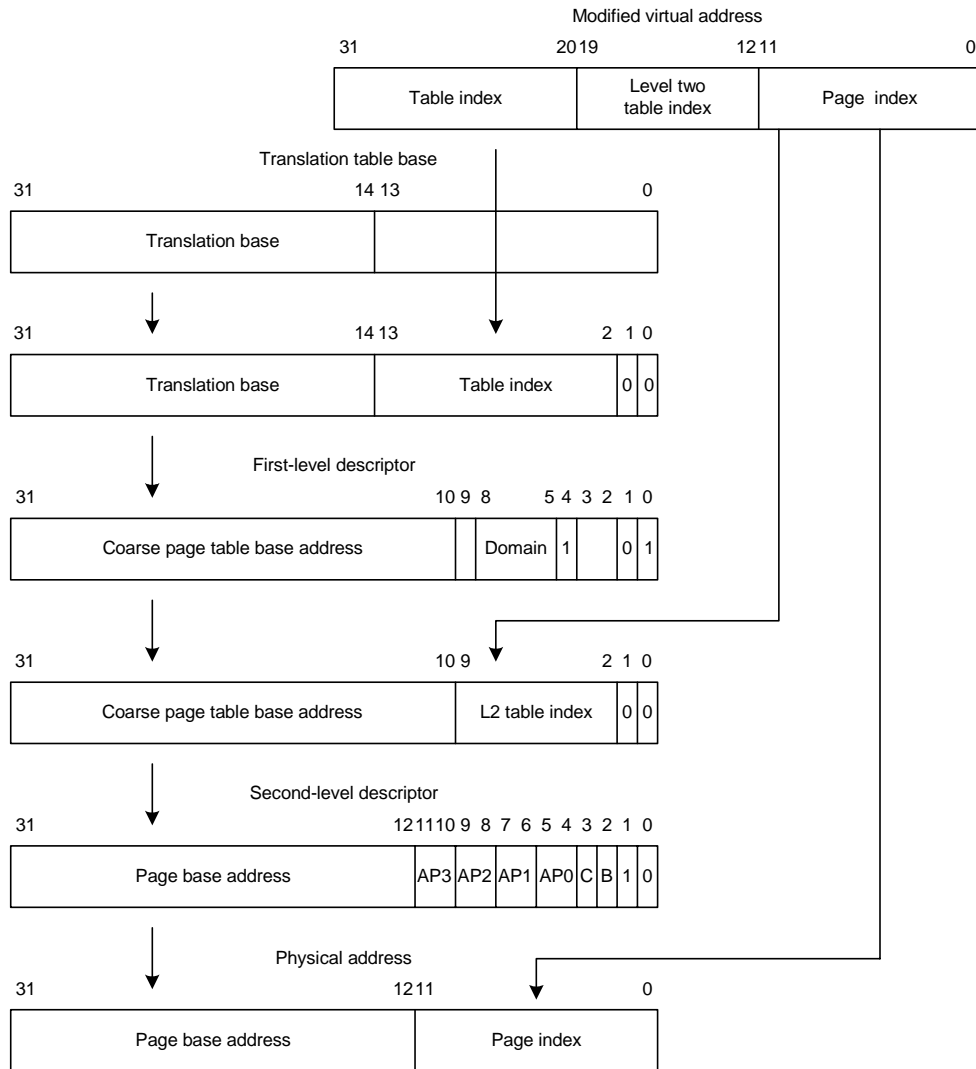 Modified virtual address
31 20 19 12 11 0
Table index Level two table index Page index
Translation table base
31 14 13 0
Translation base
31 14 13 2 1 0
Translation base Table index 0 0
First-level descriptor
31 10 9 8 5 4 3 2 1 0
Coarse page table base address Domain 1 0 1
31 10 9 2 1 0
Coarse page table base address L2 table index 0 0
Second-level descriptor
31 12 11 10 9 8 7 6 5 4 3 2 1 0
Page base address AP3 AP2 AP1 AP0 C B 1 0
Physical address
31 12 11 0
Page base address Page index